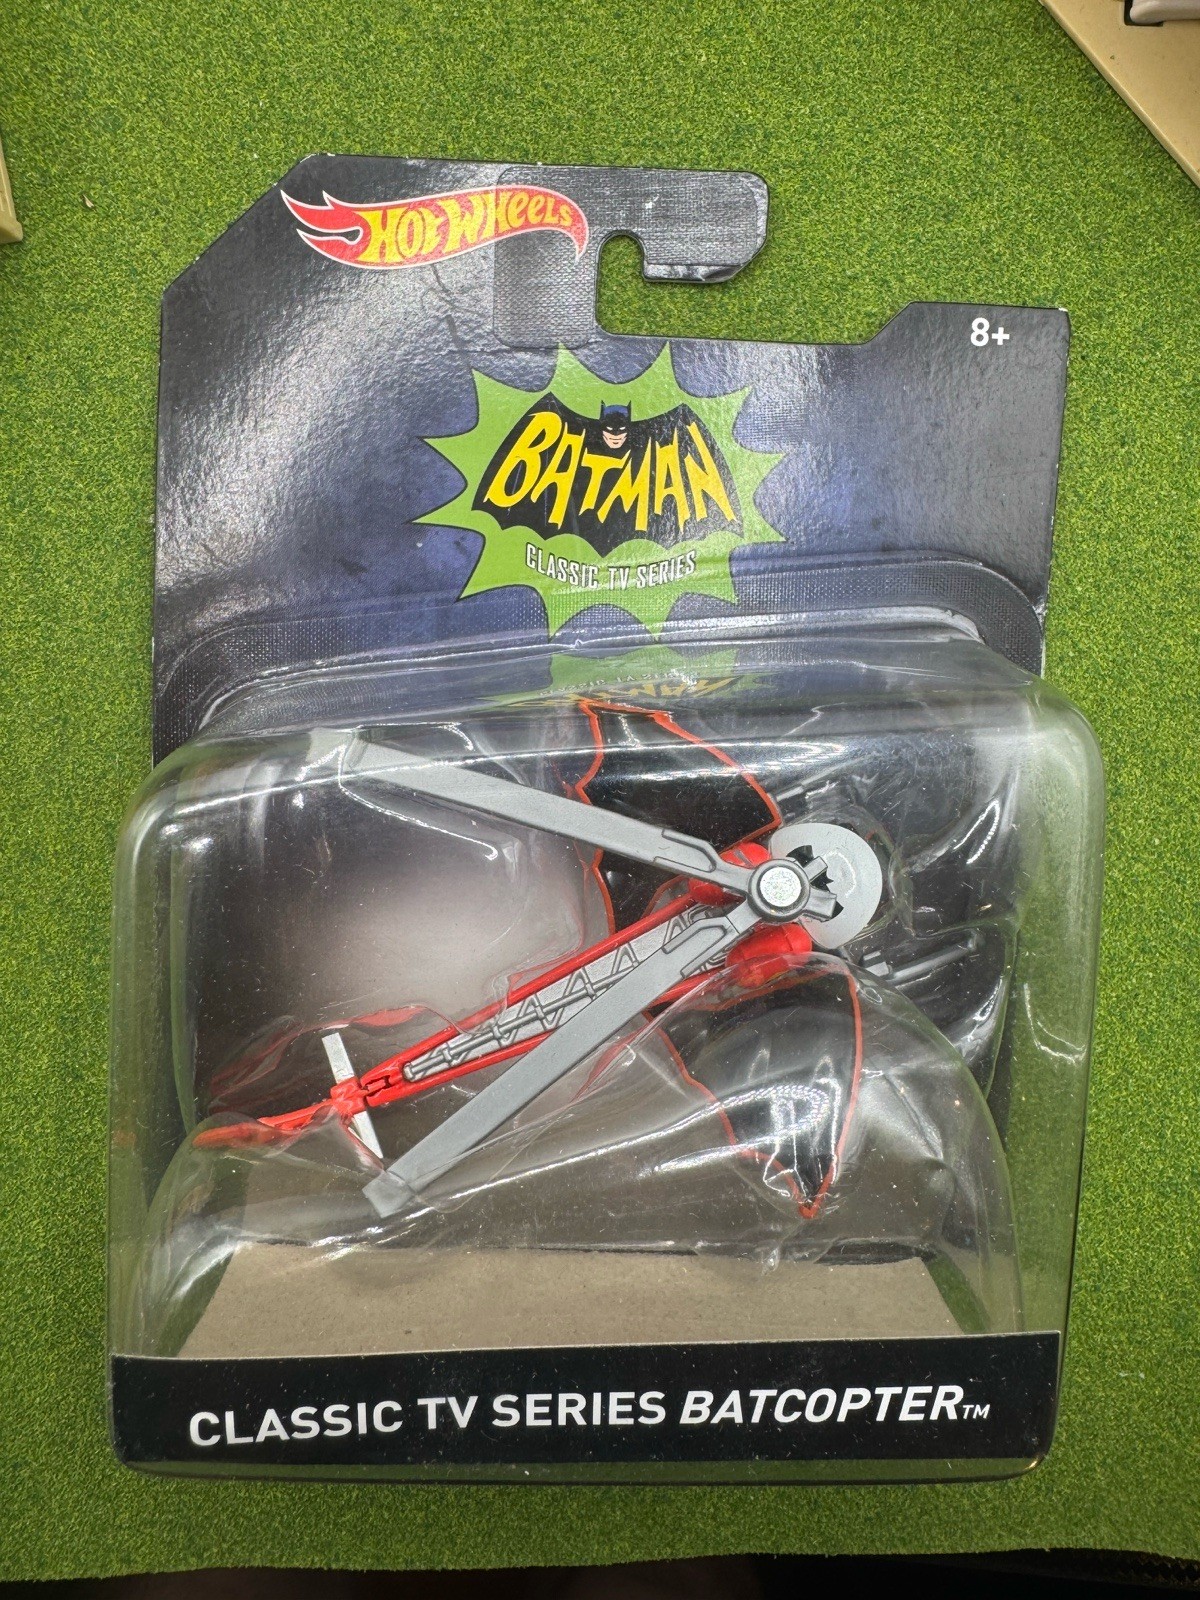 HOT WHEELS
8+
BATMAN
CLASSIC TV SERIES
CLASSIC TV SERIES BATCOPTER™